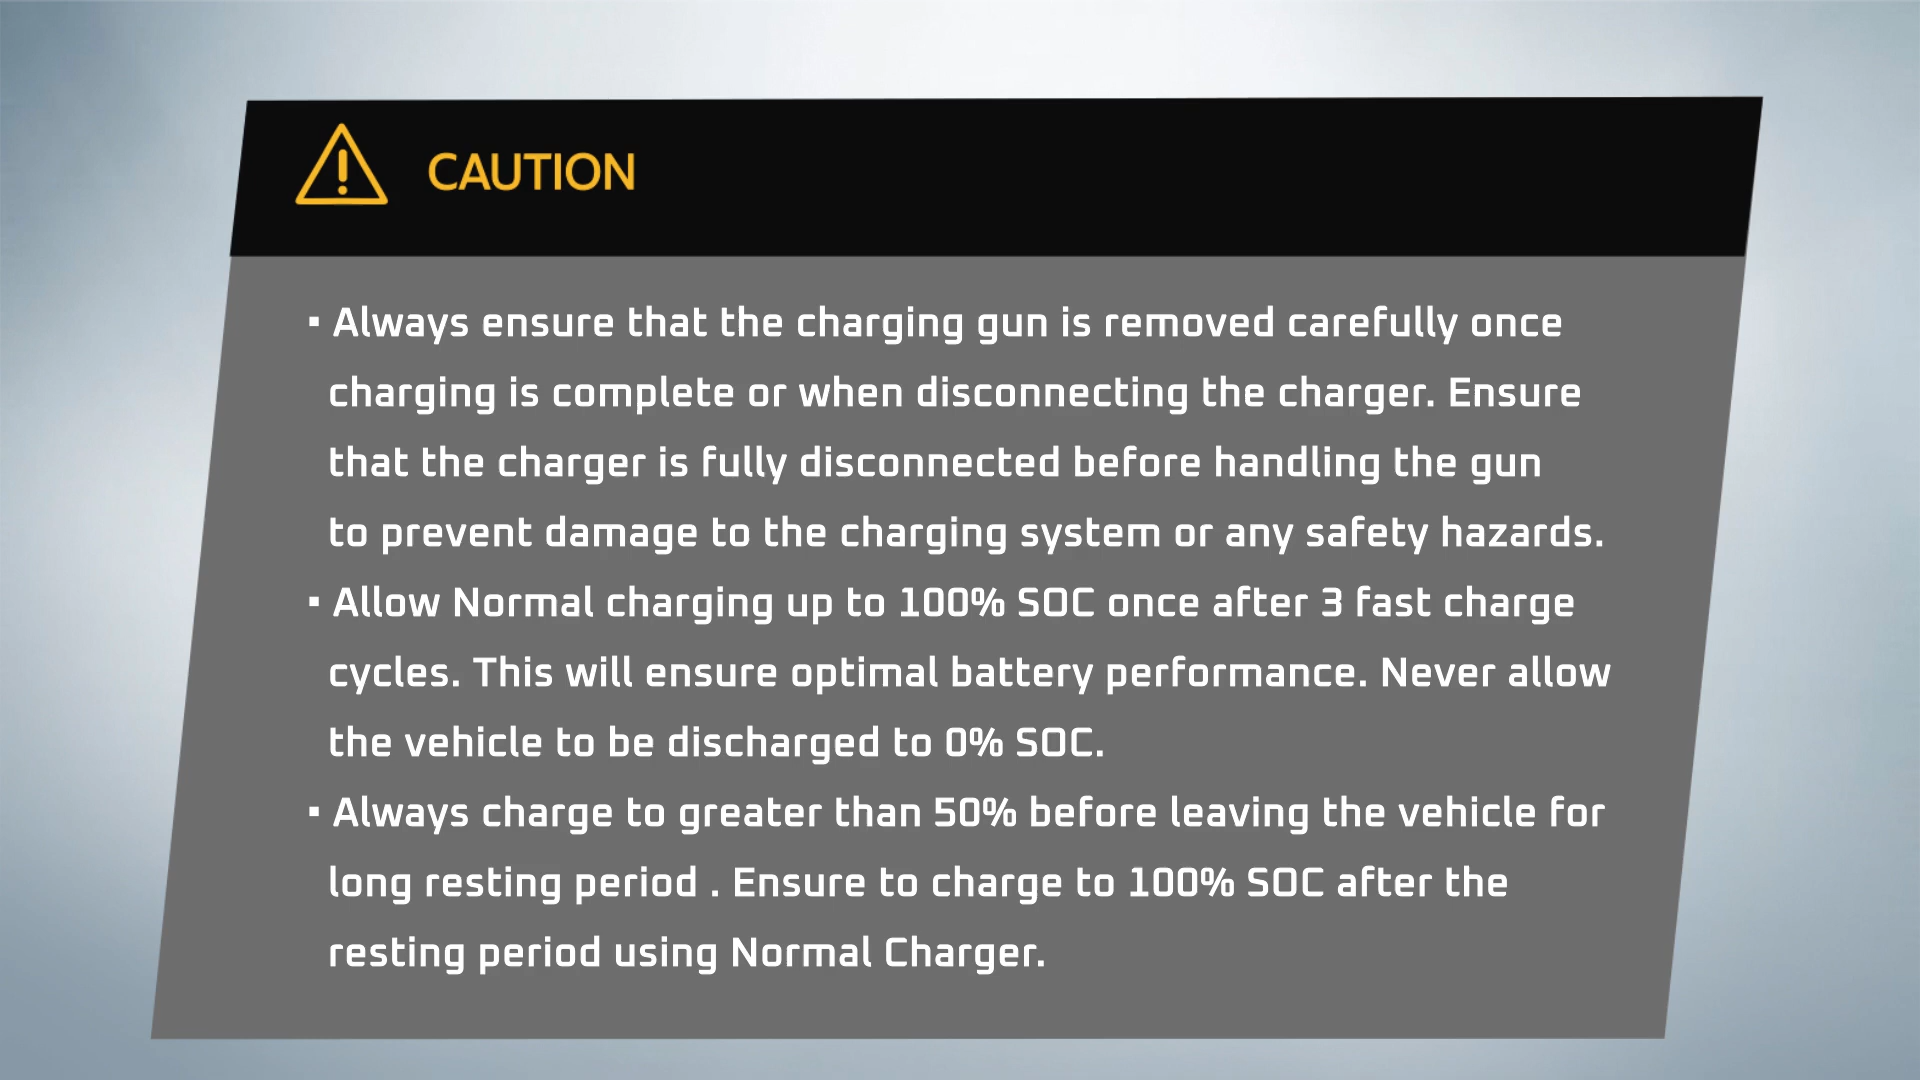 CAUTION
▪ Always ensure that the charging gun is removed carefully once
charging is complete or when disconnecting the charger. Ensure
that the charger is fully disconnected before handling the gun
to prevent damage to the charging system or any safety hazards.
▪ Allow Normal charging up to 100% SOC once after 3 fast charge
cycles. This will ensure optimal battery performance. Never allow
the vehicle to be discharged to 0% SOC.
▪ Always charge to greater than 50% before leaving the vehicle for
long resting period . Ensure to charge to 100% SOC after the
resting period using Normal Charger.